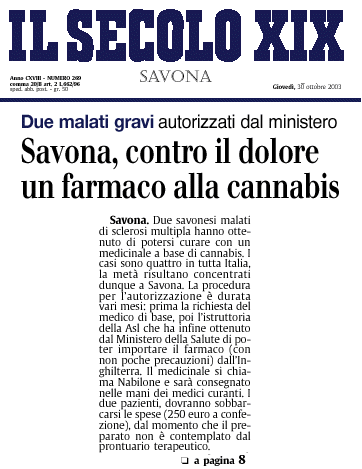 IL SECOLO XIX
SAVONA
Anno CXVIII - NUMERO 269
comma 20/B art. 2 1.662/96
sped. abb. post. - gr. 50
Giovedì, 30 ottobre 2003
Due malati gravi autorizzati dal ministero
Savona, contro il dolore
un farmaco alla cannabis
Savona. Due savonesi malati
di sclerosi multipla hanno otte-
nuto di potersi curare con un
medicinale a base di cannabis. I
casi sono quattro in tutta Italia,
la metà risultano concentrati
dunque a Savona. La procedura
per l'autorizzazione è durata
vari mesi: prima la richiesta del
medico di base, poi l'istruttoria
della Asl che ha infine ottenuto
dal Ministero della Salute di po-
ter importare il farmaco (con
non poche precauzioni) dall'In-
ghilterra. Il medicinale si chia-
ma Nabilone e sarà consegnato
nelle mani dei medici curanti. I
due pazienti, dovranno sobbar-
carsi le spese (250 euro a confe-
zione), dal momento che il pre-
parato non è contemplato dal
prontuario terapeutico.
❑ a pagina 8